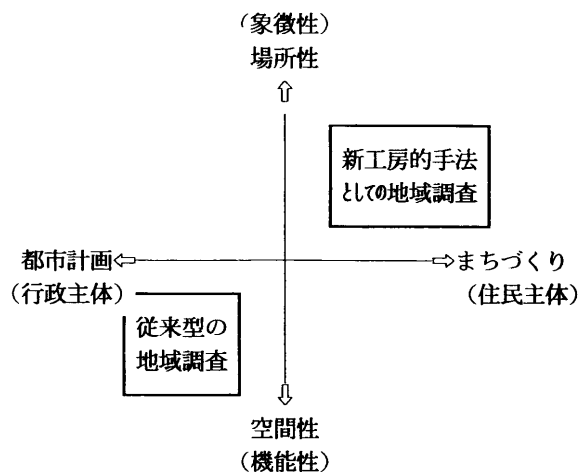 (象徴性)
場所性
新工房的手法
としての地域調査
都市計画
(行政主体)
まちづくり
(住民主体)
従来型の
地域調査
空間性
(機能性)